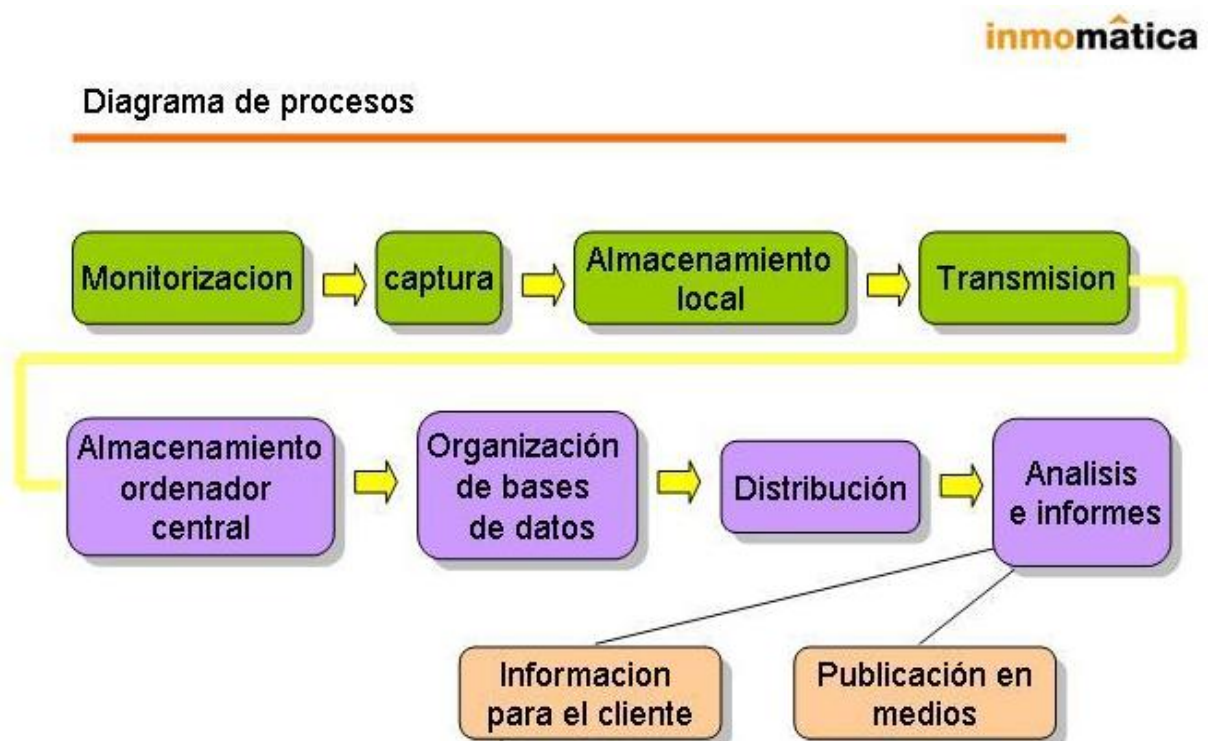 inmomâtica
Diagrama de procesos
Monitorizacion
captura
Almacenamiento
local
Transmision
Almacenamiento
ordenador
central
Organización
de bases
de datos
Distribución
Analisis
e informes
Informacion
para el cliente
Publicación en
medios